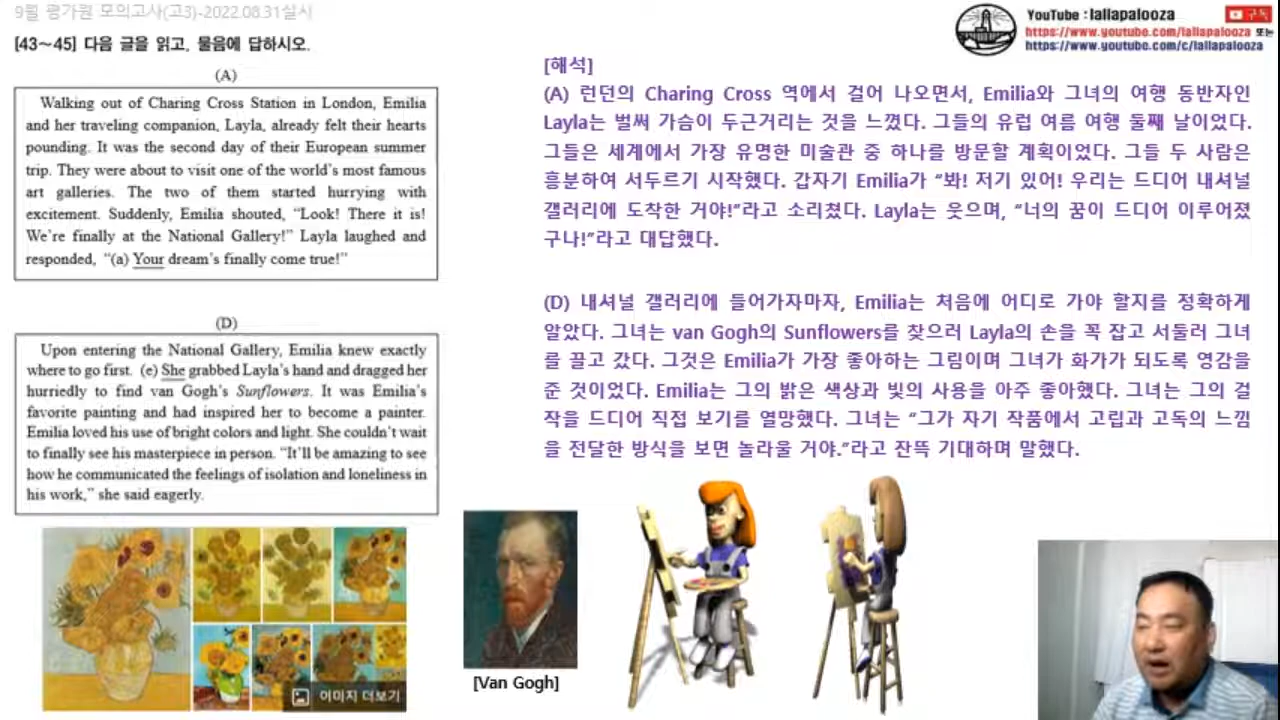 9월 평가원 모의고사(고3)-2022.08.31실시
YouTube : lallapalooza
구독
https://www.youtube.com/lallapalooza 또는
https://www.youtube.com/c/lallapalooza
[43～45] 다음 글을 읽고, 물음에 답하시오.
(A)
Walking out of Charing Cross Station in London, Emilia
and her traveling companion, Layla, already felt their hearts
pounding. It was the second day of their European summer
trip. They were about to visit one of the world's most famous
art galleries. The two of them started hurrying with
excitement. Suddenly, Emilia shouted, “Look! There it is!
We're finally at the National Gallery!” Layla laughed and
responded, “(a) Your dream's finally come true!”
(D)
Upon entering the National Gallery, Emilia knew exactly
where to go first. (e) She grabbed Layla's hand and dragged her
hurriedly to find van Gogh's Sunflowers. It was Emilia's
favorite painting and had inspired her to become a painter.
Emilia loved his use of bright colors and light. She couldn't wait
to finally see his masterpiece in person. “It'll be amazing to see
how he communicated the feelings of isolation and loneliness in
his work,” she said eagerly.
[해석]
(A) 런던의 Charing Cross 역에서 걸어 나오면서, Emilia와 그녀의 여행 동반자인
Layla는 벌써 가슴이 두근거리는 것을 느꼈다. 그들의 유럽 여름 여행 둘째 날이었다.
그들은 세계에서 가장 유명한 미술관 중 하나를 방문할 계획이었다. 그들 두 사람은
흥분하여 서두르기 시작했다. 갑자기 Emilia가 “봐! 저기 있어! 우리는 드디어 내셔널
갤러리에 도착한 거야!”라고 소리쳤다. Layla는 웃으며, “너의 꿈이 드디어 이루어졌
구나!”라고 대답했다.
(D) 내셔널 갤러리에 들어가자마자, Emilia는 처음에 어디로 가야 할지를 정확하게
알았다. 그녀는 van Gogh의 Sunflowers를 찾으러 Layla의 손을 꼭 잡고 서둘러 그녀
를 끌고 갔다. 그것은 Emilia가 가장 좋아하는 그림이며 그녀가 화가가 되도록 영감을
준 것이었다. Emilia는 그의 밝은 색상과 빛의 사용을 아주 좋아했다. 그녀는 그의 걸
작을 드디어 직접 보기를 열망했다. 그녀는 “그가 자기 작품에서 고립과 고독의 느낌
을 전달한 방식을 보면 놀라울 거야.”라고 잔뜩 기대하며 말했다.
이미지 더보기
[Van Gogh]